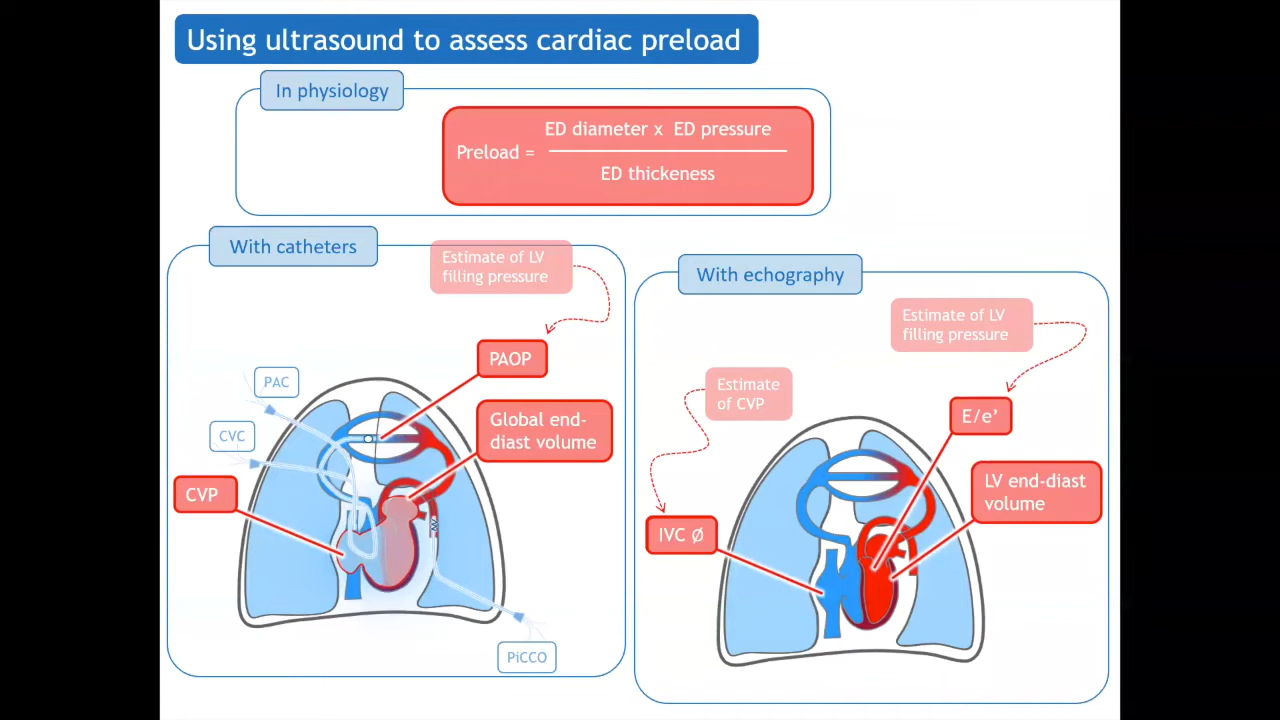 Using ultrasound to assess cardiac preload
In physiology
ED diameter x ED pressure
Preload =
ED thickeness
With catheters
Estimate of LV
filling pressure
PAOP
PAC
Global end-
diast volume
CVC
CVP
PiCCO
With echography
Estimate of LV
filling pressure
Estimate
of CVP
E/e’
LV end-diast
volume
IVC Ø